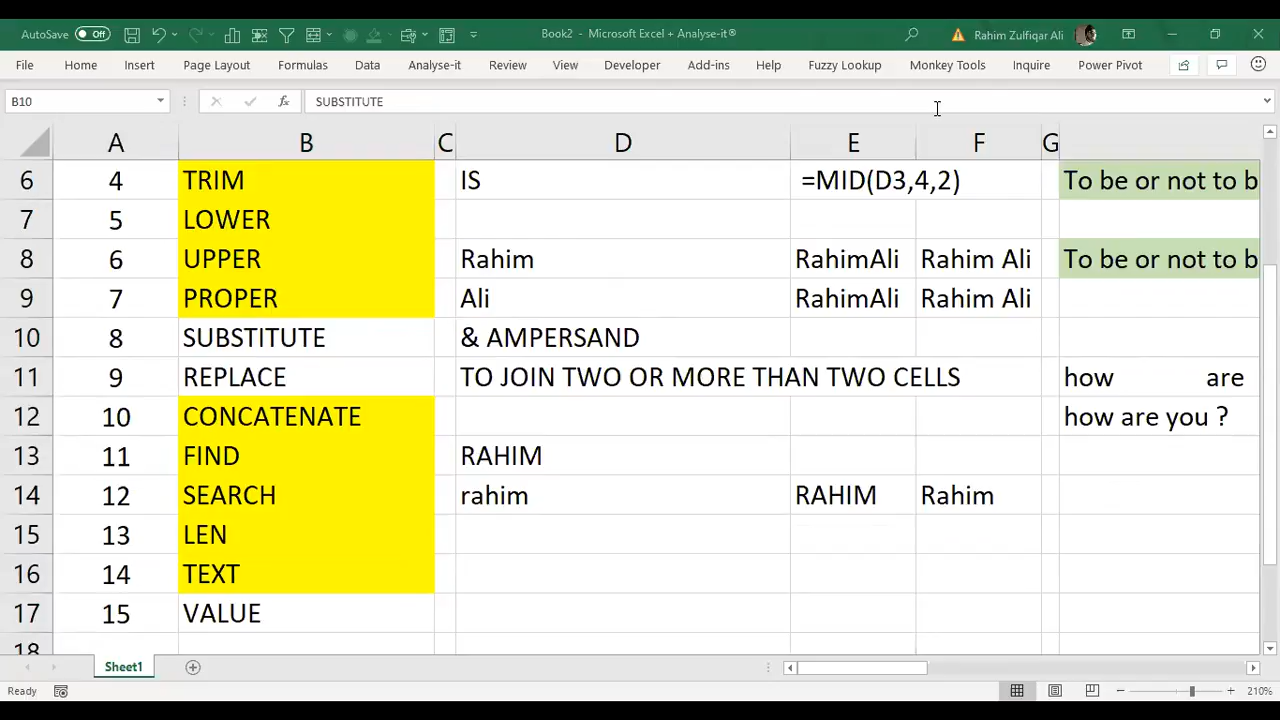 AutoSave Off Book2 - Microsoft Excel + Analyse-it® Rahim Zulfiqar Ali
File Home Insert Page Layout Formulas Data Analyse-it Review View Developer Add-ins Help Fuzzy Lookup Monkey Tools Inquire Power Pivot
B10 fx SUBSTITUTE
A B C D E F G
6 4 TRIM IS =MID(D3,4,2) To be or not to b
7 5 LOWER
8 6 UPPER Rahim RahimAli Rahim Ali To be or not to b
9 7 PROPER Ali RahimAli Rahim Ali
10 8 SUBSTITUTE & AMPERSAND
11 9 REPLACE TO JOIN TWO OR MORE THAN TWO CELLS how are
12 10 CONCATENATE how are you ?
13 11 FIND RAHIM
14 12 SEARCH rahim RAHIM Rahim
15 13 LEN
16 14 TEXT
17 15 VALUE
18
Sheet1
Ready 210%